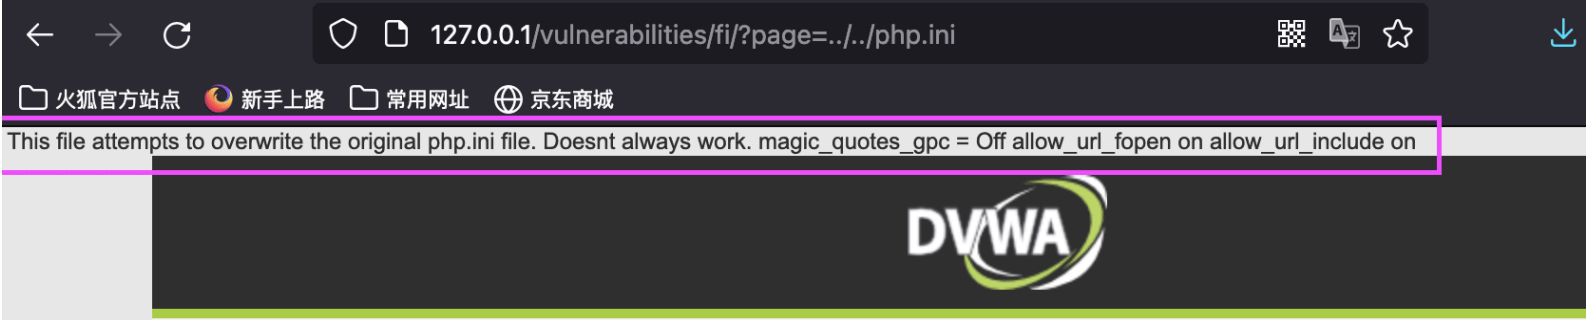 127.0.0.1/vulnerabilities/fi/?page=../../php.ini
火狐官方站点 新手上路 常用网址 京东商城
This file attempts to overwrite the original php.ini file. Doesnt always work. magic_quotes_gpc = Off allow_url_fopen on allow_url_include on
DVWA